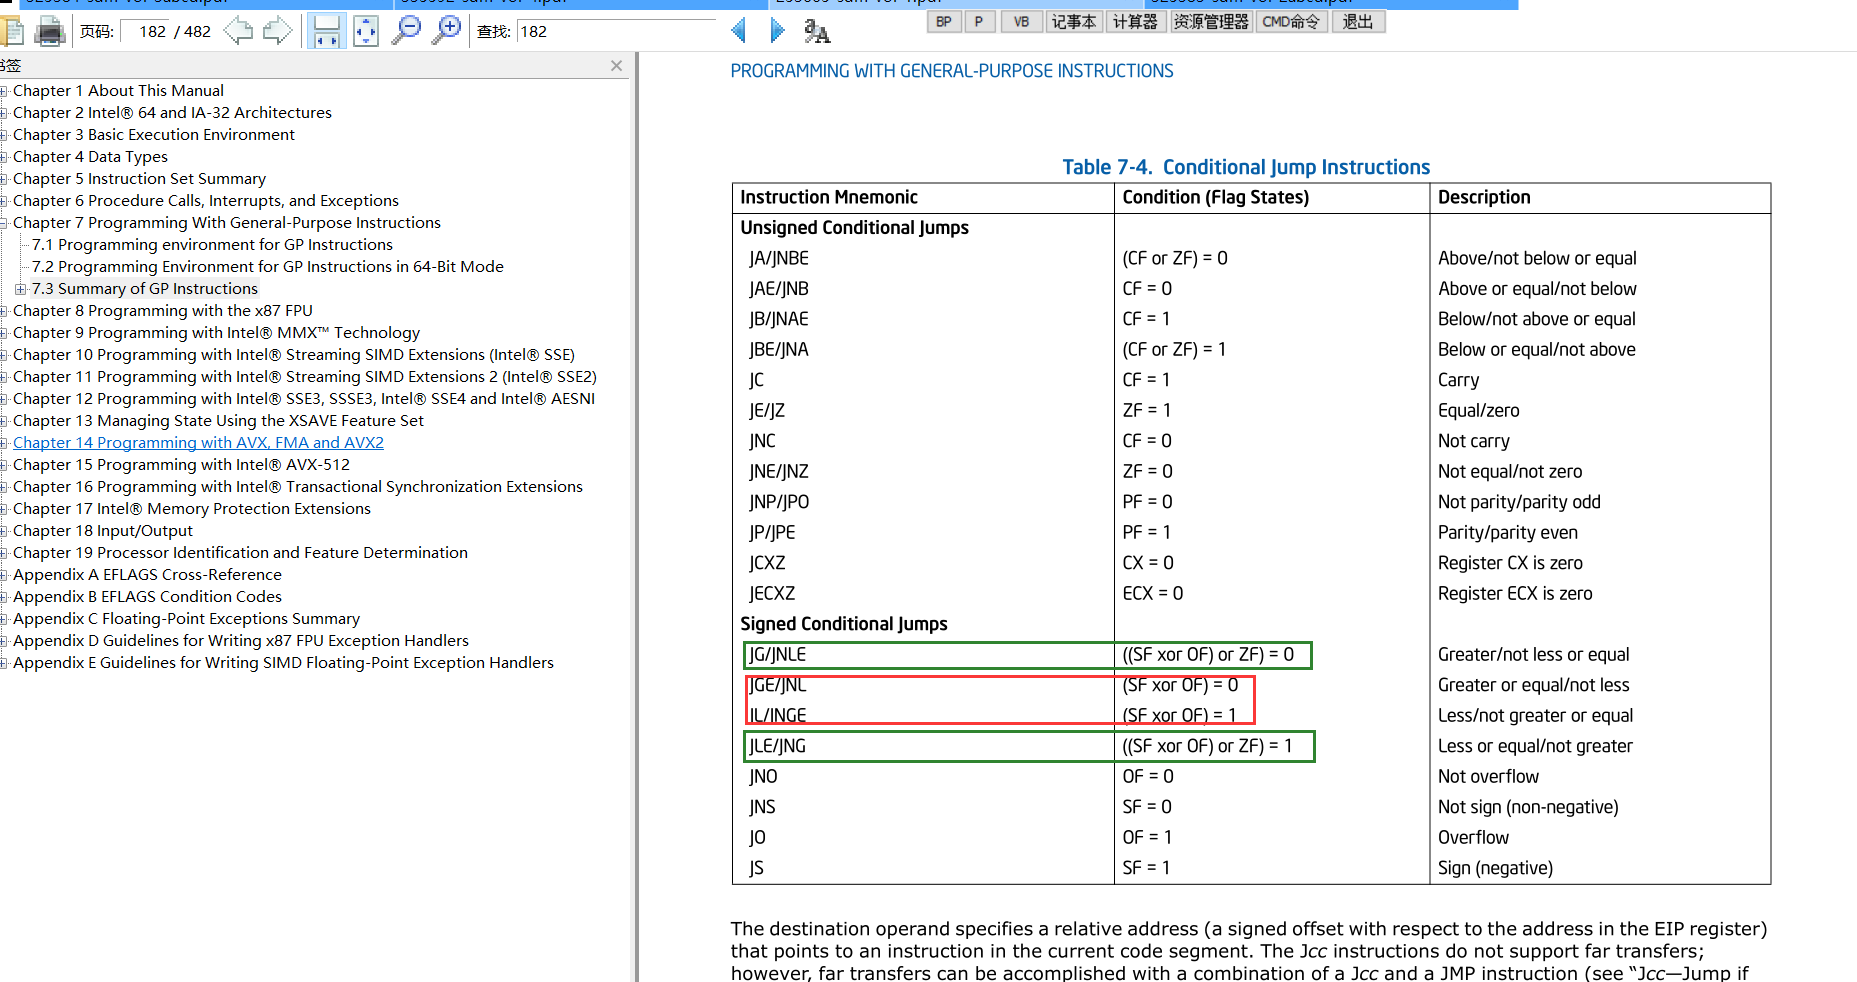 页码: 182 / 482 查找: 182 BP P VB 记事本 计算器 资源管理器 CMD命令 退出
书签
Chapter 1 About This Manual
Chapter 2 Intel® 64 and IA-32 Architectures
Chapter 3 Basic Execution Environment
Chapter 4 Data Types
Chapter 5 Instruction Set Summary
Chapter 6 Procedure Calls, Interrupts, and Exceptions
Chapter 7 Programming With General-Purpose Instructions
7.1 Programming environment for GP Instructions
7.2 Programming Environment for GP Instructions in 64-Bit Mode
7.3 Summary of GP Instructions
Chapter 8 Programming with the x87 FPU
Chapter 9 Programming with Intel® MMX™ Technology
Chapter 10 Programming with Intel® Streaming SIMD Extensions (Intel® SSE)
Chapter 11 Programming with Intel® Streaming SIMD Extensions 2 (Intel® SSE2)
Chapter 12 Programming with Intel® SSE3, SSSE3, Intel® SSE4 and Intel® AESNI
Chapter 13 Managing State Using the XSAVE Feature Set
Chapter 14 Programming with AVX, FMA and AVX2
Chapter 15 Programming with Intel® AVX-512
Chapter 16 Programming with Intel® Transactional Synchronization Extensions
Chapter 17 Intel® Memory Protection Extensions
Chapter 18 Input/Output
Chapter 19 Processor Identification and Feature Determination
Appendix A EFLAGS Cross-Reference
Appendix B EFLAGS Condition Codes
Appendix C Floating-Point Exceptions Summary
Appendix D Guidelines for Writing x87 FPU Exception Handlers
Appendix E Guidelines for Writing SIMD Floating-Point Exception Handlers
PROGRAMMING WITH GENERAL-PURPOSE INSTRUCTIONS
Table 7-4. Conditional Jump Instructions
Instruction Mnemonic Condition (Flag States) Description
Unsigned Conditional Jumps
JA/JNBE (CF or ZF) = 0 Above/not below or equal
JAE/JNB CF = 0 Above or equal/not below
JB/JNAE CF = 1 Below/not above or equal
JBE/JNA (CF or ZF) = 1 Below or equal/not above
JC CF = 1 Carry
JE/JZ ZF = 1 Equal/zero
JNC CF = 0 Not carry
JNE/JNZ ZF = 0 Not equal/not zero
JNP/JPO PF = 0 Not parity/parity odd
JP/JPE PF = 1 Parity/parity even
JCXZ CX = 0 Register CX is zero
JECXZ ECX = 0 Register ECX is zero
Signed Conditional Jumps
JG/JNLE ((SF xor OF) or ZF) = 0 Greater/not less or equal
JGE/JNL (SF xor OF) = 0 Greater or equal/not less
JL/JNGE (SF xor OF) = 1 Less/not greater or equal
JLE/JNG ((SF xor OF) or ZF) = 1 Less or equal/not greater
JNO OF = 0 Not overflow
JNS SF = 0 Not sign (non-negative)
JO OF = 1 Overflow
JS SF = 1 Sign (negative)
The destination operand specifies a relative address (a signed offset with respect to the address in the EIP register)
that points to an instruction in the current code segment. The Jcc instructions do not support far transfers;
however, far transfers can be accomplished with a combination of a Jcc and a JMP instruction (see “Jcc—Jump if